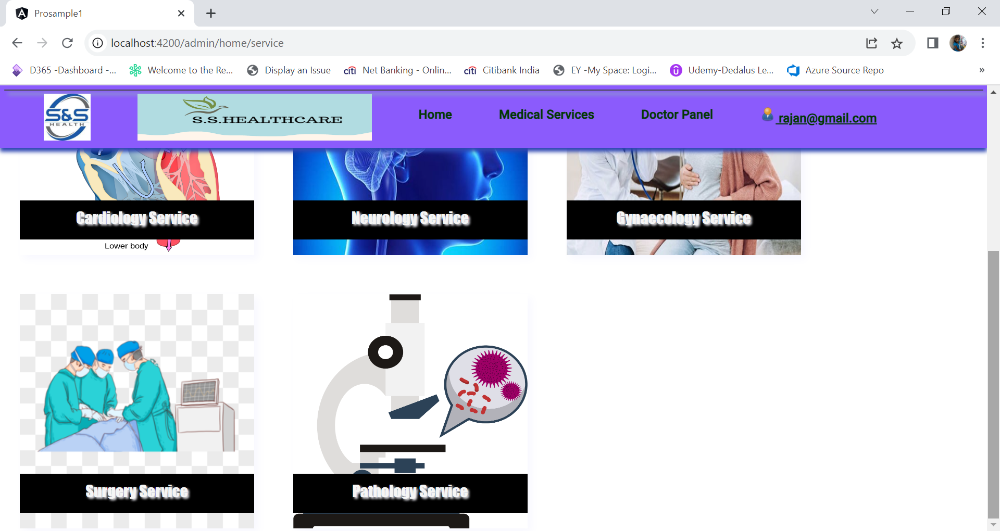 Prosample1
localhost:4200/admin/home/service
D365 -Dashboard -... Welcome to the Re... Display an Issue citi Net Banking - Onlin... citi Citibank India EY -My Space: Logi... Udemy-Dedalus Le... Azure Source Repo »
S&S
HEALTH
S.S.HEALTHCARE
Home Medical Services Doctor Panel rajan@gmail.com
Cardiology Service Neurology Service Gynaecology Service
Lower body
Surgery Service Pathology Service